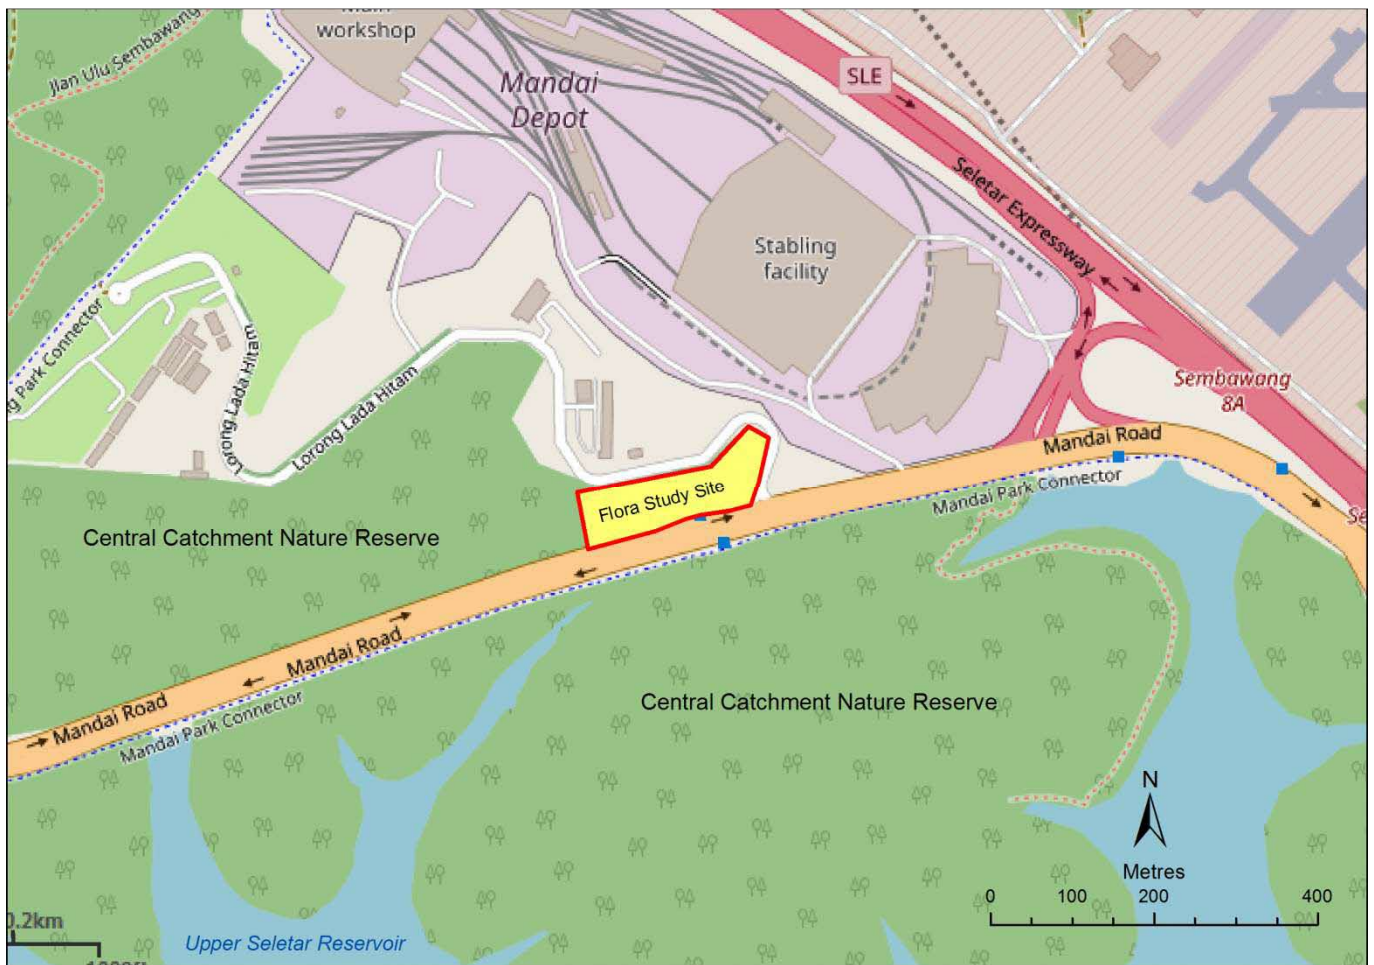 workshop
Jlan Ulu Sembawang
Mandai
Depot
SLE
Seletar Expressway
Stabling
facility
Park Connector
Lorong Lada Hitam
Lorong Lada Hitam
Sembawang
8A
Mandai Road
Flora Study Site
Mandai Park Connector
Central Catchment Nature Reserve
Mandai Road
Central Catchment Nature Reserve
Mandai Road
Mandai Park Connector
N
Metres
0 100 200 400
0.2km
Upper Seletar Reservoir